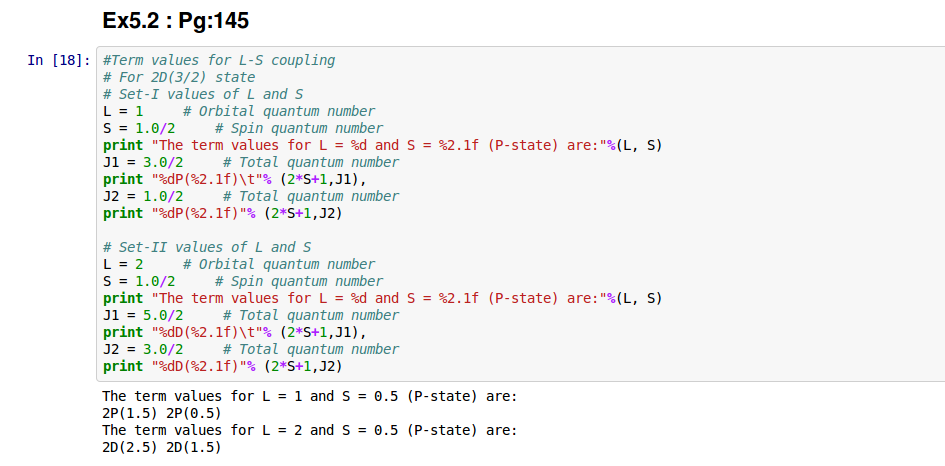 Ex5.2 : Pg:145
In [18]: #Term values for L-S coupling
# For 2D(3/2) state
# Set-I values of L and S
L = 1     # Orbital quantum number
S = 1.0/2     # Spin quantum number
print "The term values for L = %d and S = %2.1f (P-state) are:"%(L, S)
J1 = 3.0/2     # Total quantum number
print "%dP(%2.1f)\t"% (2*S+1,J1),
J2 = 1.0/2     # Total quantum number
print "%dP(%2.1f)"% (2*S+1,J2)
# Set-II values of L and S
L = 2     # Orbital quantum number
S = 1.0/2     # Spin quantum number
print "The term values for L = %d and S = %2.1f (P-state) are:"%(L, S)
J1 = 5.0/2     # Total quantum number
print "%dD(%2.1f)\t"% (2*S+1,J1),
J2 = 3.0/2     # Total quantum number
print "%dD(%2.1f)"% (2*S+1,J2)
The term values for L = 1 and S = 0.5 (P-state) are:
2P(1.5) 2P(0.5)
The term values for L = 2 and S = 0.5 (P-state) are:
2D(2.5) 2D(1.5)